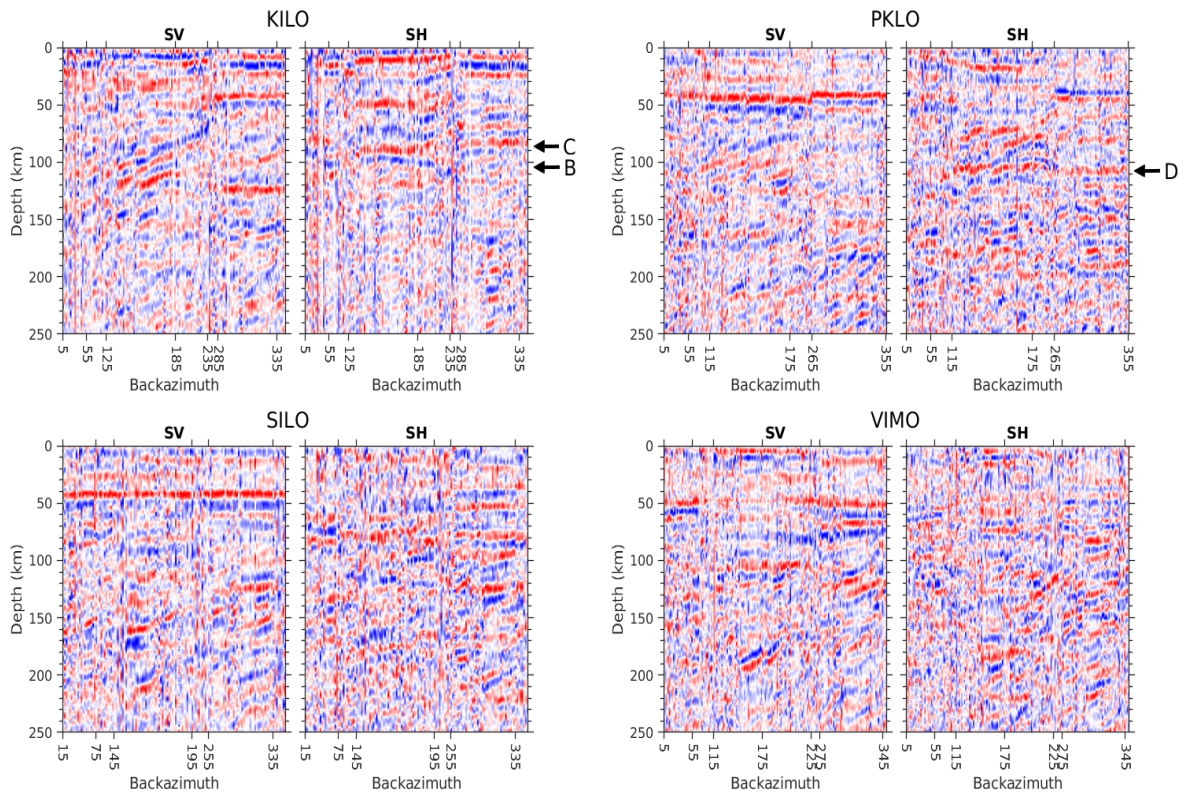 KILO
SV
SH
0
50
100
150
200
250
Depth (km)
5
55
125
185
235
285
335
Backazimuth
5
55
125
185
235
285
335
Backazimuth
C
B
PKLO
SV
SH
0
50
100
150
200
250
Depth (km)
5
55
115
175
265
355
Backazimuth
5
55
115
175
265
355
Backazimuth
D
SILO
SV
SH
0
50
100
150
200
250
Depth (km)
15
75
145
195
255
335
Backazimuth
15
75
145
195
255
335
Backazimuth
VIMO
SV
SH
0
50
100
150
200
250
Depth (km)
5
55
115
175
225
275
345
Backazimuth
5
55
115
175
225
275
345
Backazimuth